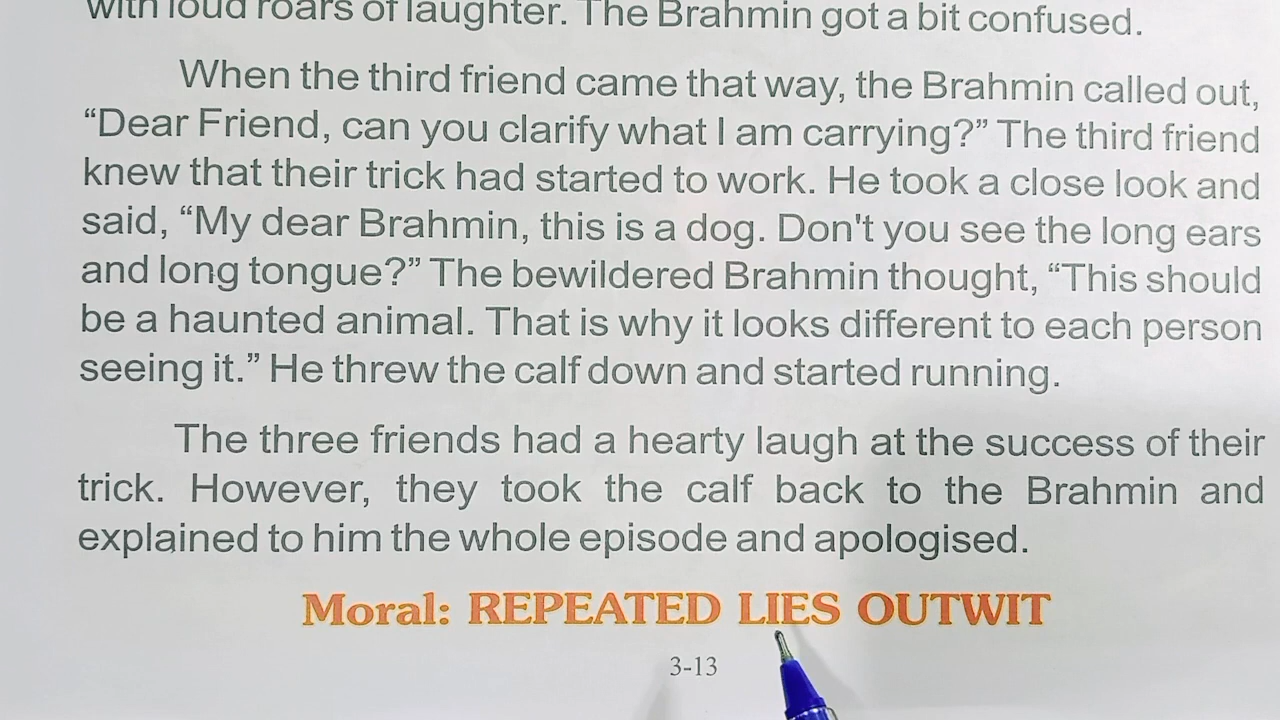 with loud roars of laughter. The Brahmin got a bit confused.
When the third friend came that way, the Brahmin called out,
“Dear Friend, can you clarify what I am carrying?” The third friend
knew that their trick had started to work. He took a close look and
said, “My dear Brahmin, this is a dog. Don't you see the long ears
and long tongue?” The bewildered Brahmin thought, “This should
be a haunted animal. That is why it looks different to each person
seeing it.” He threw the calf down and started running.
The three friends had a hearty laugh at the success of their
trick. However, they took the calf back to the Brahmin and
explained to him the whole episode and apologised.
Moral: REPEATED LIES OUTWIT
3-13